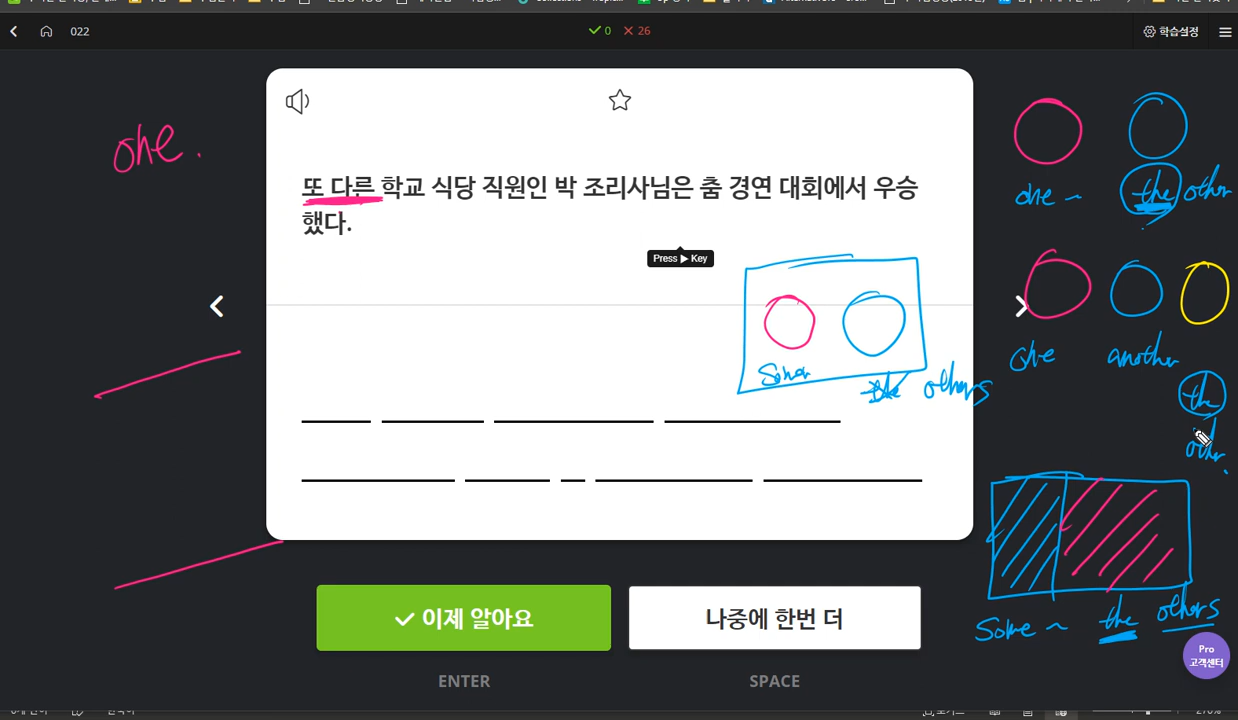 022
0
26
학습설정
one.
또 다른 학교 식당 직원인 박 조리사님은 춤 경연 대회에서 우승
했다.
Press ▶ Key
one ~ the other
one another
the
other.
others
Some ~ the others
이제 알아요
나중에 한번 더
ENTER
SPACE
Pro
고객센터